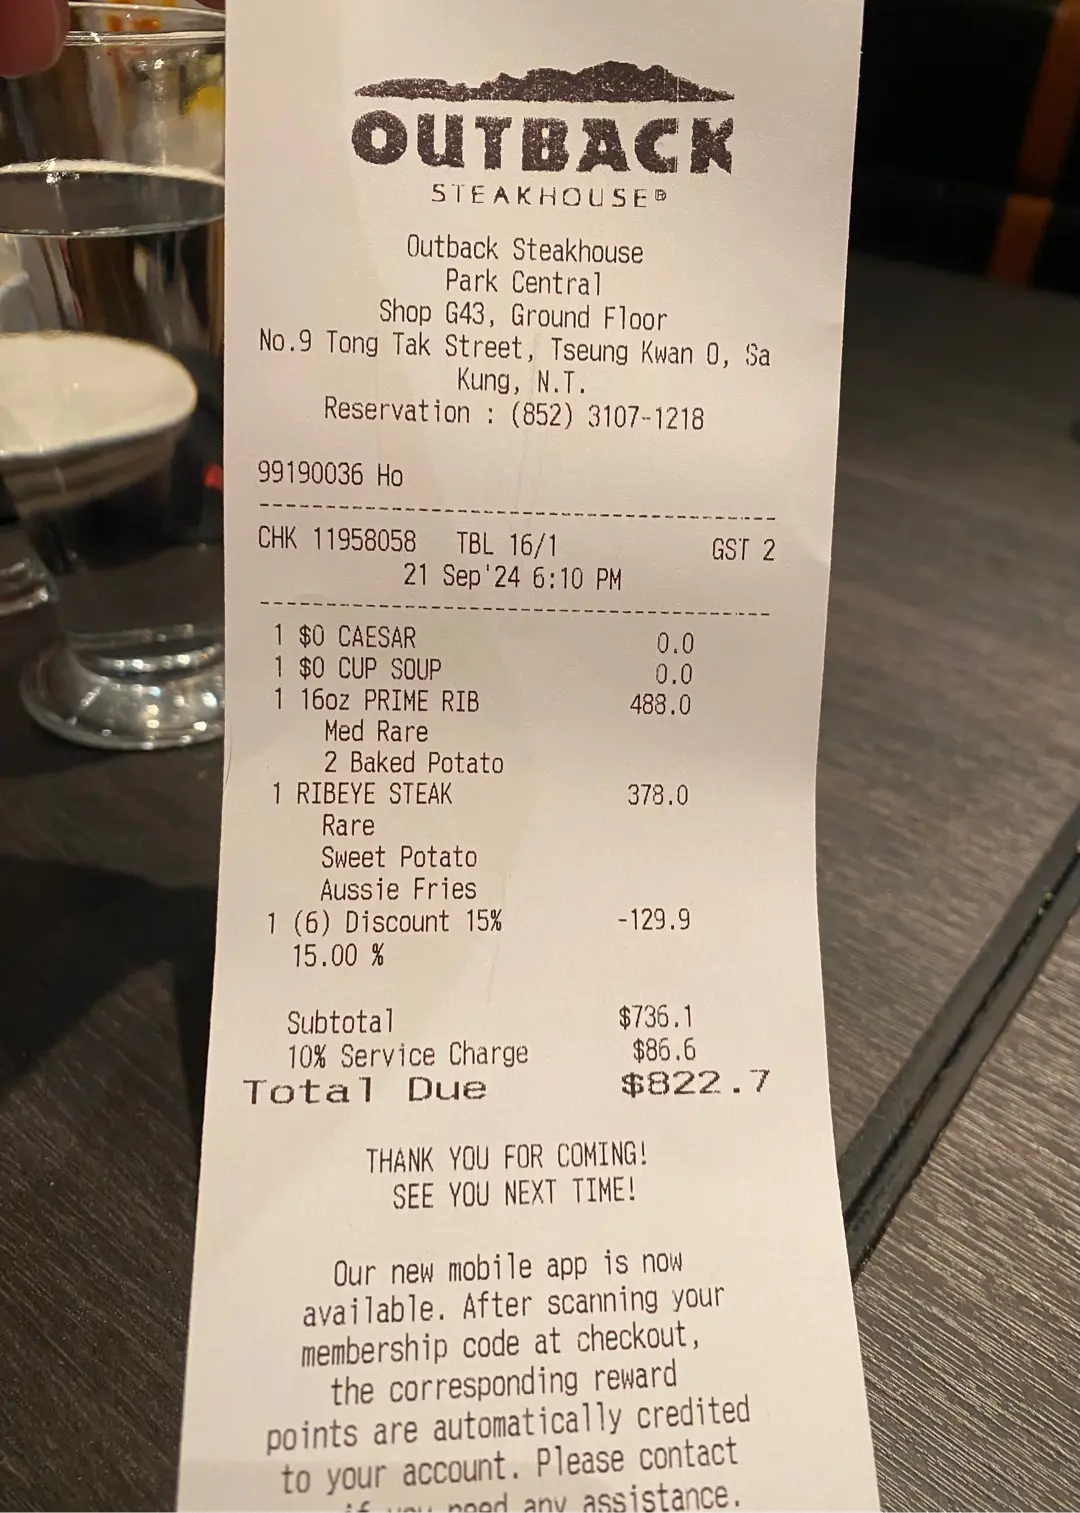 OUTBACK
STEAKHOUSE®
Outback Steakhouse
Park Central
Shop G43, Ground Floor
No.9 Tong Tak Street, Tseung Kwan O, Sa
Kung, N.T.
Reservation : (852) 3107-1218
99190036 Ho
CHK 11958058 TBL 16/1 GST 2
21 Sep'24 6:10 PM
1 $0 CAESAR 0.0
1 $0 CUP SOUP 0.0
1 16oz PRIME RIB 488.0
Med Rare
2 Baked Potato
1 RIBEYE STEAK 378.0
Rare
Sweet Potato
Aussie Fries
1 (6) Discount 15% -129.9
15.00 %
Subtotal $736.1
10% Service Charge $86.6
Total Due $822.7
THANK YOU FOR COMING!
SEE YOU NEXT TIME!
Our new mobile app is now
available. After scanning your
membership code at checkout,
the corresponding reward
points are automatically credited
to your account. Please contact
if you need any assistance.